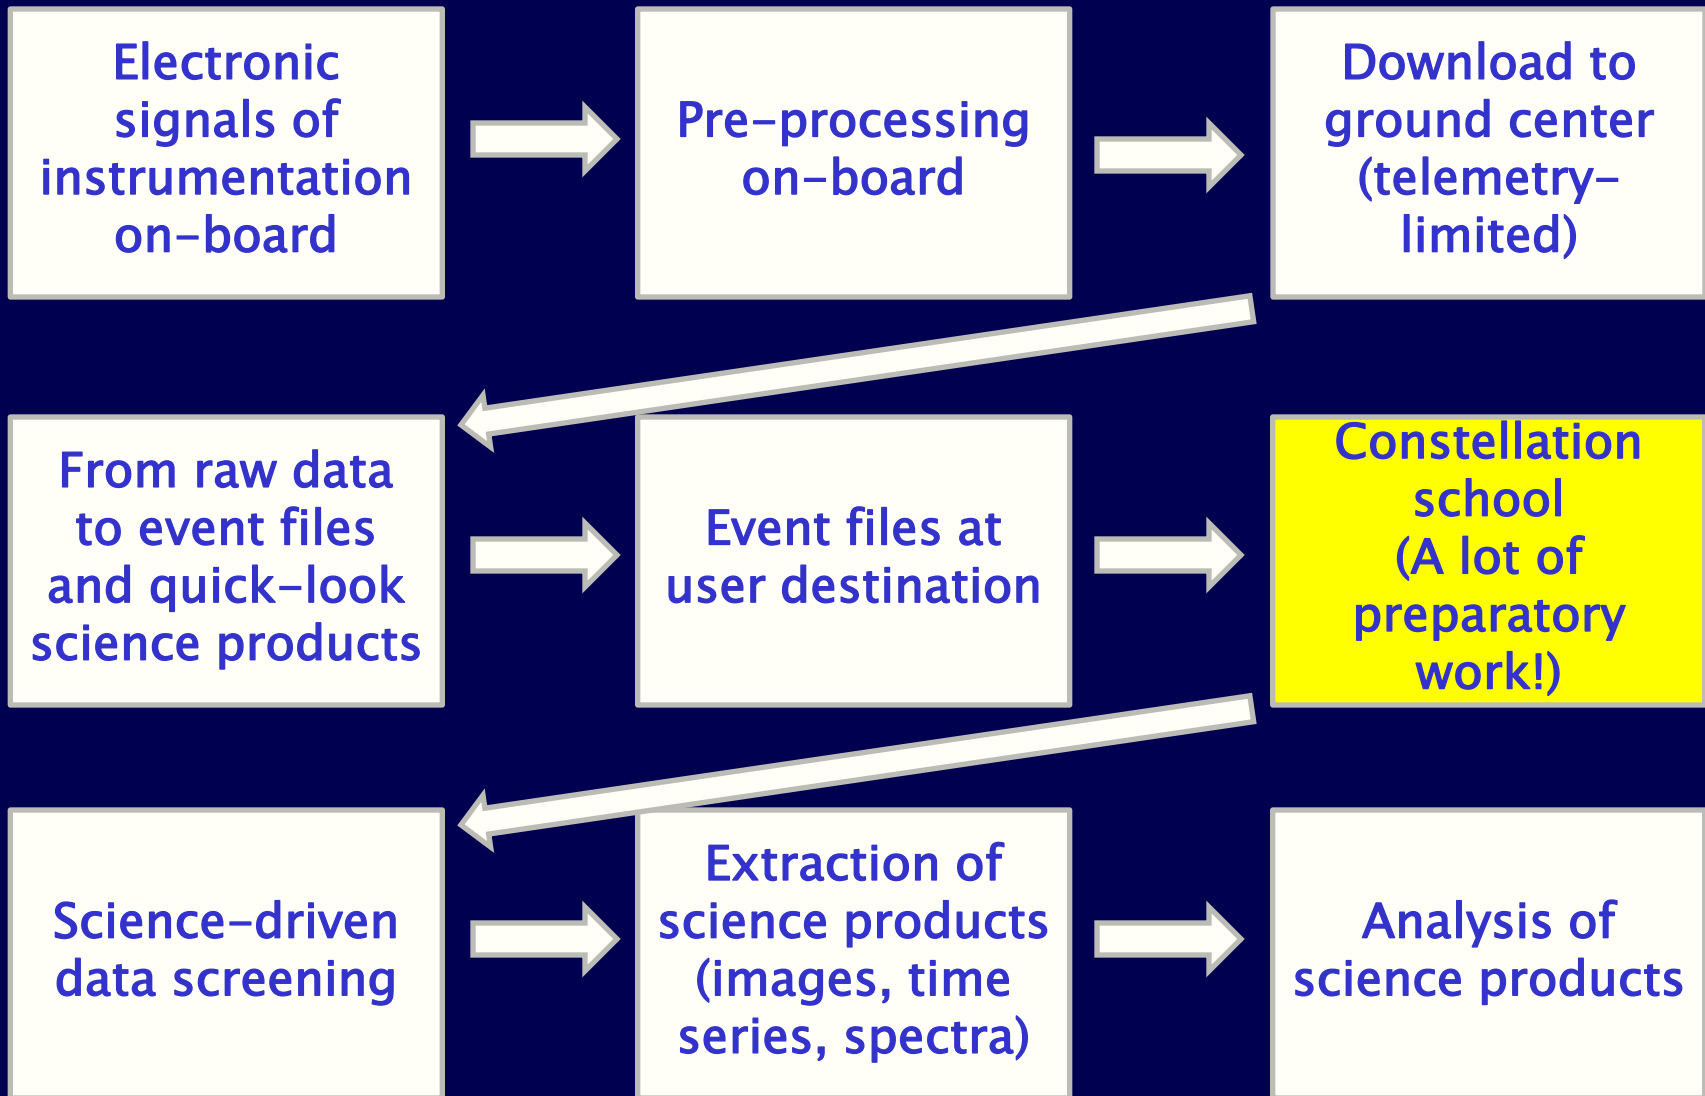 Electronic
signals of
instrumentation
on-board
Pre-processing
on-board
Download to
ground center
(telemetry-
limited)
From raw data
to event files
and quick-look
science products
Event files at
user destination
Constellation
school
(A lot of
preparatory
work!)
Science-driven
data screening
Extraction of
science products
(images, time
series, spectra)
Analysis of
science products